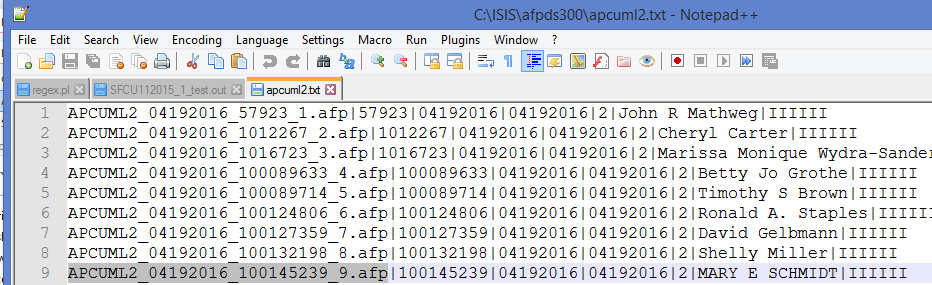 C:\ISIS\afpds300\apcuml2.txt - Notepad++
File Edit Search View Encoding Language Settings Macro Run Plugins Window ?
regex.pl SFCU112015_1_test.out apcuml2.txt
1 APCUML2_04192016_57923_1.afp|57923|04192016|04192016|2|John R Mathweg|IIIIII
2 APCUML2_04192016_1012267_2.afp|1012267|04192016|04192016|2|Cheryl Carter|IIIIII
3 APCUML2_04192016_1016723_3.afp|1016723|04192016|04192016|2|Marissa Monique Wydra-Sander
4 APCUML2_04192016_100089633_4.afp|100089633|04192016|04192016|2|Betty Jo Grothe|IIIIII
5 APCUML2_04192016_100089714_5.afp|100089714|04192016|04192016|2|Timothy S Brown|IIIIII
6 APCUML2_04192016_100124806_6.afp|100124806|04192016|04192016|2|Ronald A. Staples|IIIIII
7 APCUML2_04192016_100127359_7.afp|100127359|04192016|04192016|2|David Gelbmann|IIIIII
8 APCUML2_04192016_100132198_8.afp|100132198|04192016|04192016|2|Shelly Miller|IIIIII
9 APCUML2_04192016_100145239_9.afp|100145239|04192016|04192016|2|MARY E SCHMIDT|IIIIII